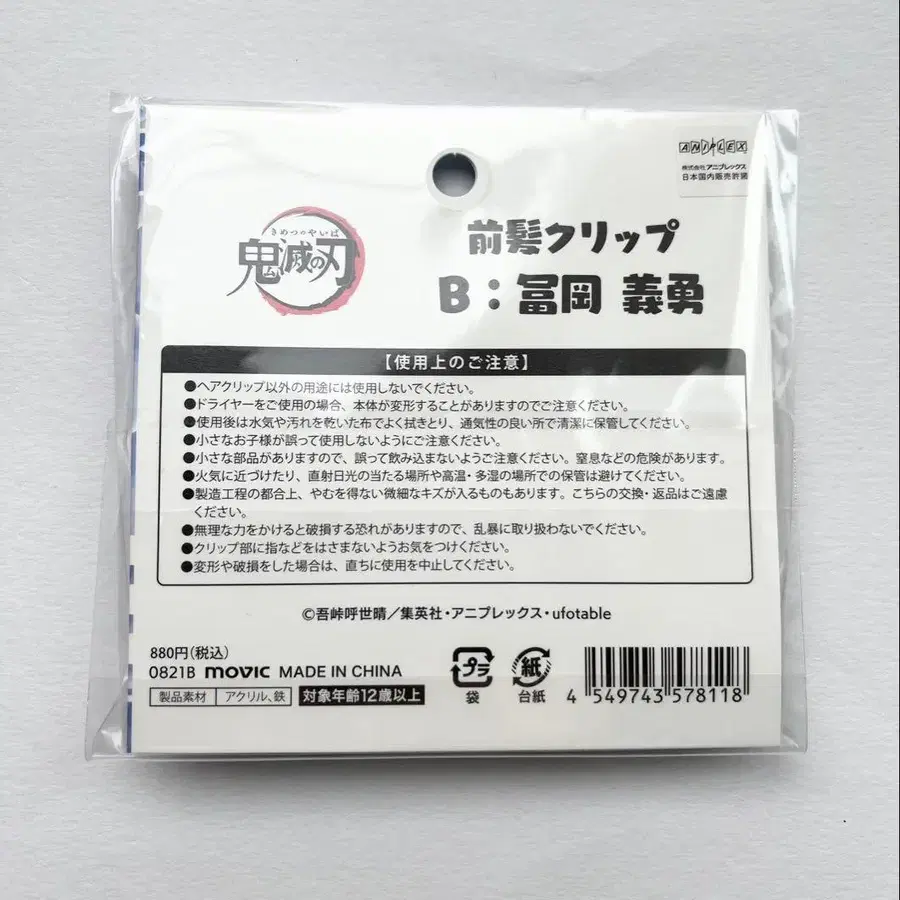 ANIPLEX
株式会社 アニプレックス
日本国内販売許諾
きめつのやいば
鬼滅の刃
前髪クリップ
B：冨岡 義勇
【使用上のご注意】
●ヘアクリップ以外の用途には使用しないでください。
●ドライヤーをご使用の場合、本体が変形することがありますのでご注意ください。
●使用後は水気や汚れを乾いた布でよく拭きとり、通気性の良い所で清潔に保管してください。
●小さなお子様が誤って使用しないようにご注意ください。
●小さな部品がありますので、誤って飲み込まないようご注意ください。窒息などの危険があります。
●火気に近づけたり、直射日光の当たる場所や高温・多湿の場所での保管は避けてください。
●製造工程の都合上、やむを得ない微細なキズが入るものもあります。こちらの交換・返品はご遠慮
ください。
●無理な力をかけると破損する恐れがありますので、乱暴に取り扱わないでください。
●クリップ部に指などをはさまないようお気をつけください。
●変形や破損をした場合は、直ちに使用を中止してください。
©吾峠呼世晴／集英社・アニプレックス・ufotable
880円(税込)
0821B movic MADE IN CHINA
製品素材 アクリル、鉄 対象年齢12歳以上
プラ
袋
紙
台紙
4 549743 578118